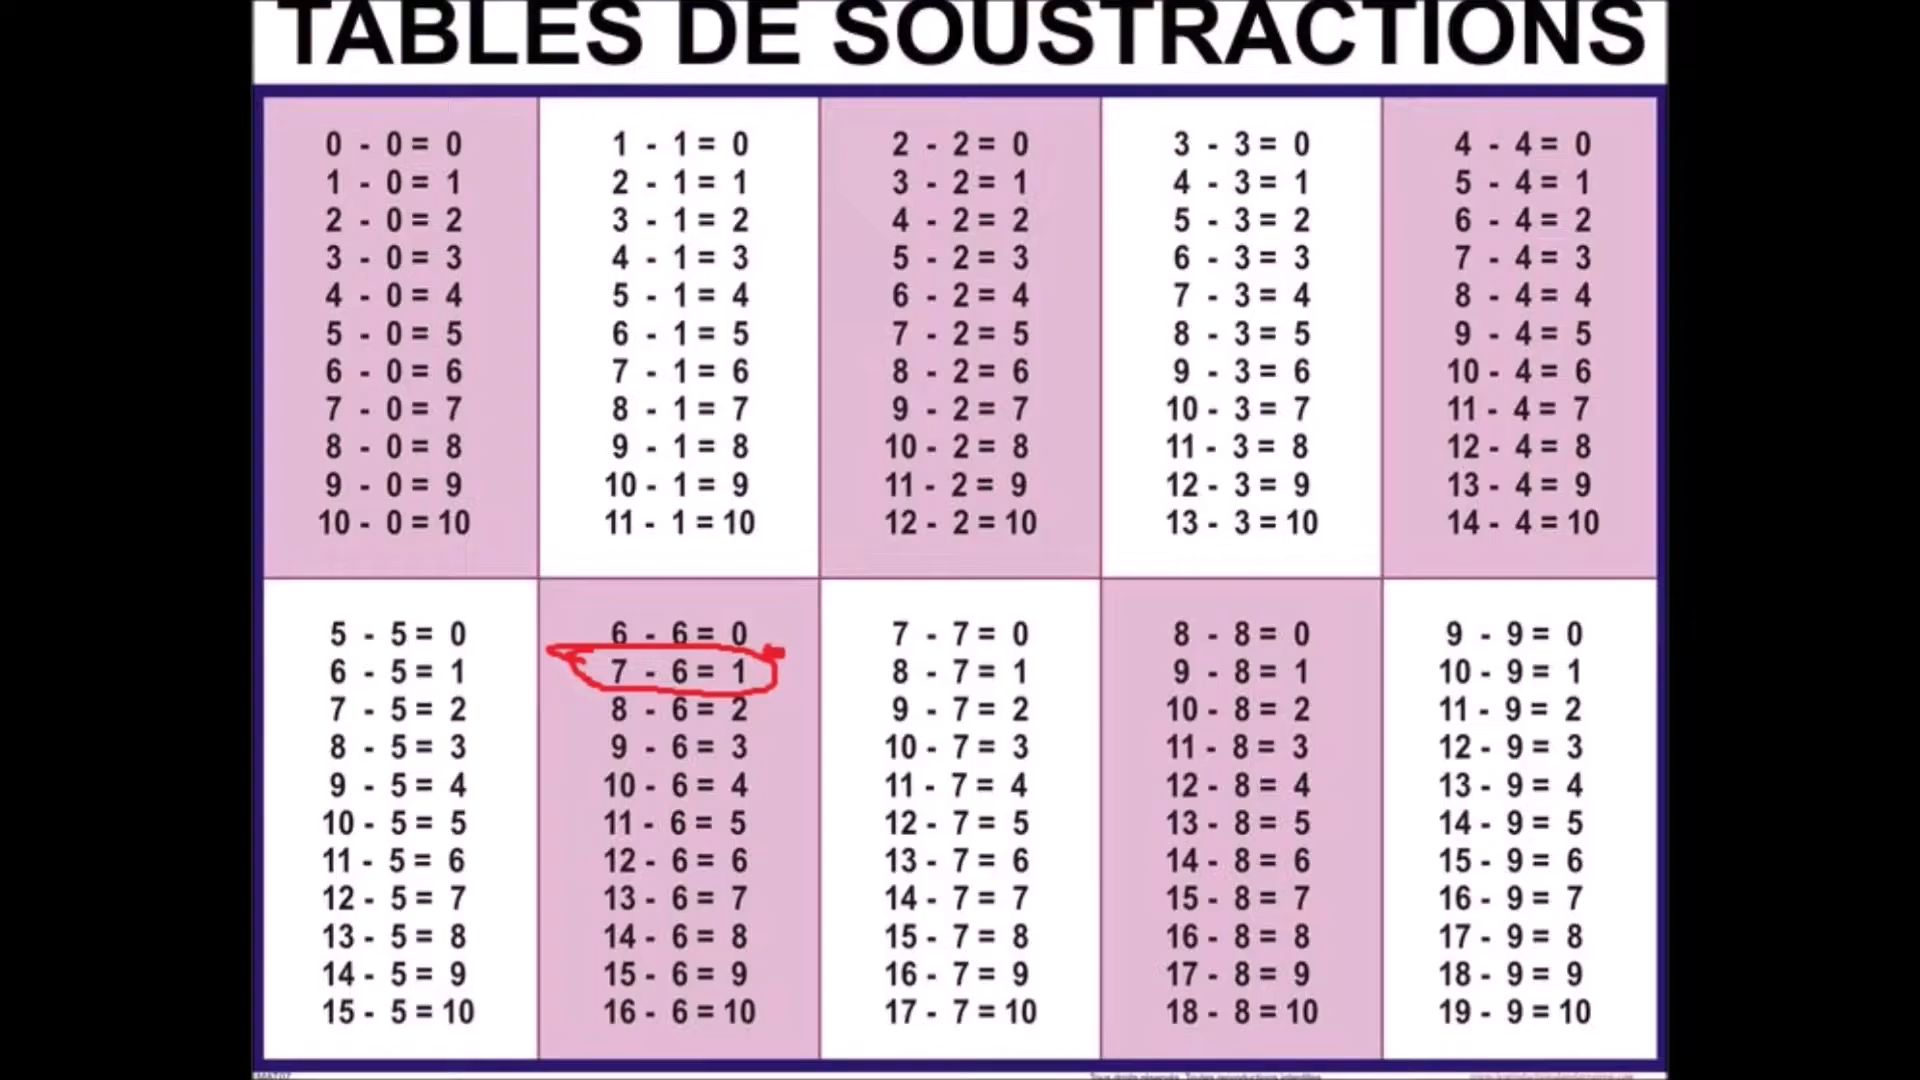 TABLES DE SOUSTRACTIONS
0 - 0 = 0
1 - 0 = 1
2 - 0 = 2
3 - 0 = 3
4 - 0 = 4
5 - 0 = 5
6 - 0 = 6
7 - 0 = 7
8 - 0 = 8
9 - 0 = 9
10 - 0 = 10
1 - 1 = 0
2 - 1 = 1
3 - 1 = 2
4 - 1 = 3
5 - 1 = 4
6 - 1 = 5
7 - 1 = 6
8 - 1 = 7
9 - 1 = 8
10 - 1 = 9
11 - 1 = 10
2 - 2 = 0
3 - 2 = 1
4 - 2 = 2
5 - 2 = 3
6 - 2 = 4
7 - 2 = 5
8 - 2 = 6
9 - 2 = 7
10 - 2 = 8
11 - 2 = 9
12 - 2 = 10
3 - 3 = 0
4 - 3 = 1
5 - 3 = 2
6 - 3 = 3
7 - 3 = 4
8 - 3 = 5
9 - 3 = 6
10 - 3 = 7
11 - 3 = 8
12 - 3 = 9
13 - 3 = 10
4 - 4 = 0
5 - 4 = 1
6 - 4 = 2
7 - 4 = 3
8 - 4 = 4
9 - 4 = 5
10 - 4 = 6
11 - 4 = 7
12 - 4 = 8
13 - 4 = 9
14 - 4 = 10
5 - 5 = 0
6 - 5 = 1
7 - 5 = 2
8 - 5 = 3
9 - 5 = 4
10 - 5 = 5
11 - 5 = 6
12 - 5 = 7
13 - 5 = 8
14 - 5 = 9
15 - 5 = 10
6 - 6 = 0
7 - 6 = 1
8 - 6 = 2
9 - 6 = 3
10 - 6 = 4
11 - 6 = 5
12 - 6 = 6
13 - 6 = 7
14 - 6 = 8
15 - 6 = 9
16 - 6 = 10
7 - 7 = 0
8 - 7 = 1
9 - 7 = 2
10 - 7 = 3
11 - 7 = 4
12 - 7 = 5
13 - 7 = 6
14 - 7 = 7
15 - 7 = 8
16 - 7 = 9
17 - 7 = 10
8 - 8 = 0
9 - 8 = 1
10 - 8 = 2
11 - 8 = 3
12 - 8 = 4
13 - 8 = 5
14 - 8 = 6
15 - 8 = 7
16 - 8 = 8
17 - 8 = 9
18 - 8 = 10
9 - 9 = 0
10 - 9 = 1
11 - 9 = 2
12 - 9 = 3
13 - 9 = 4
14 - 9 = 5
15 - 9 = 6
16 - 9 = 7
17 - 9 = 8
18 - 9 = 9
19 - 9 = 10